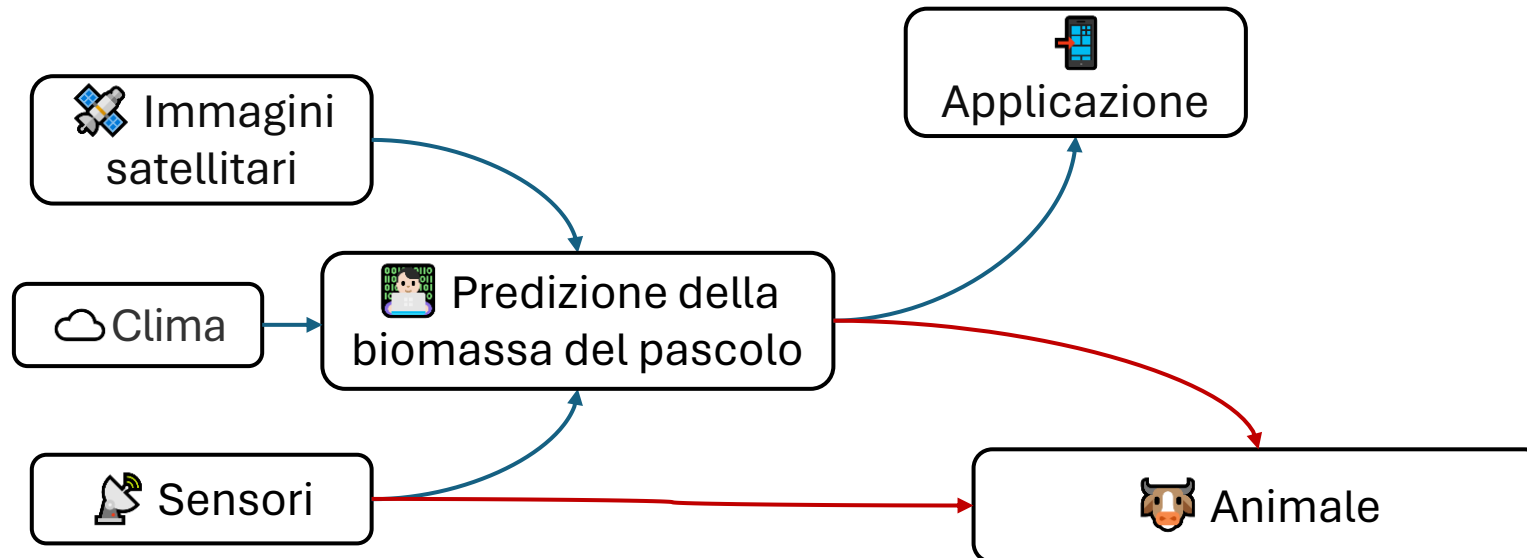 Immagini
satellitari
Applicazione
Clima
Predizione della
biomassa del pascolo
Sensori
Animale